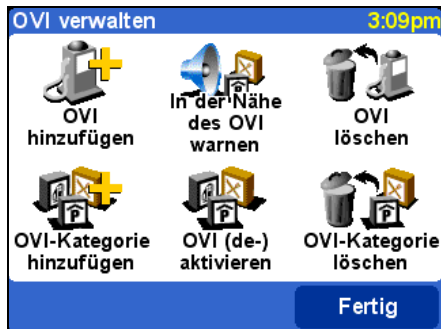 OVI verwalten 3:09pm
OVI
hinzufügen
In der Nähe
des OVI
warnen
OVI
löschen
OVI-Kategorie
hinzufügen
OVI (de-)
aktivieren
OVI-Kategorie
löschen
Fertig